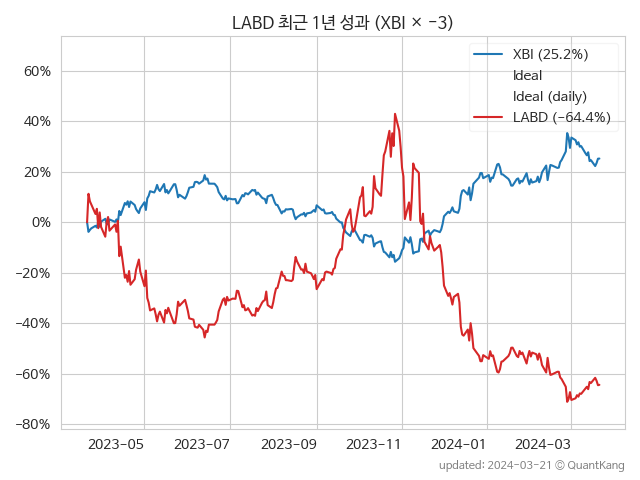 LABD 최근 1년 성과 (XBI × −3)
XBI (25.2%)
Ideal
Ideal (daily)
LABD (−64.4%)
60%
40%
20%
0%
−20%
−40%
−60%
−80%
2023-05
2023-07
2023-09
2023-11
2024-01
2024-03
updated: 2024-03-21 © QuantKang